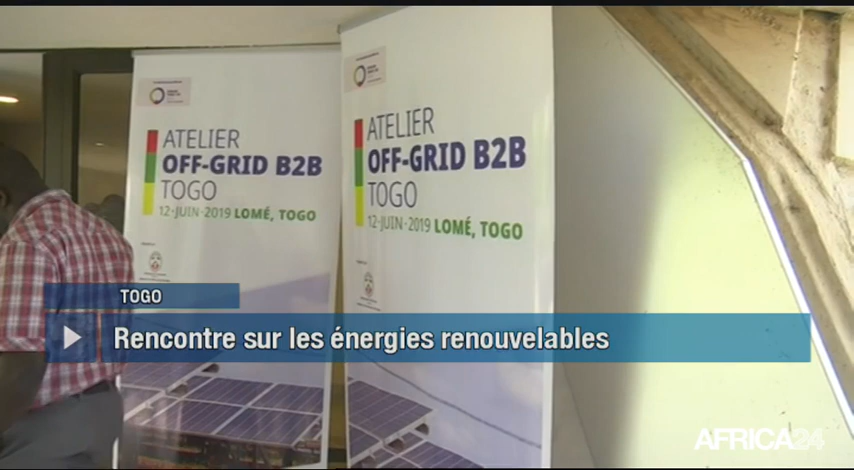 ATELIER
OFF-GRID B2B
TOGO
12-JUIN-2019 LOMÉ, TOGO
ATELIER
OFF-GRID B2B
TOGO
12-JUIN-2019 LOMÉ, TOGO
TOGO
Rencontre sur les énergies renouvelables
AFRICA24